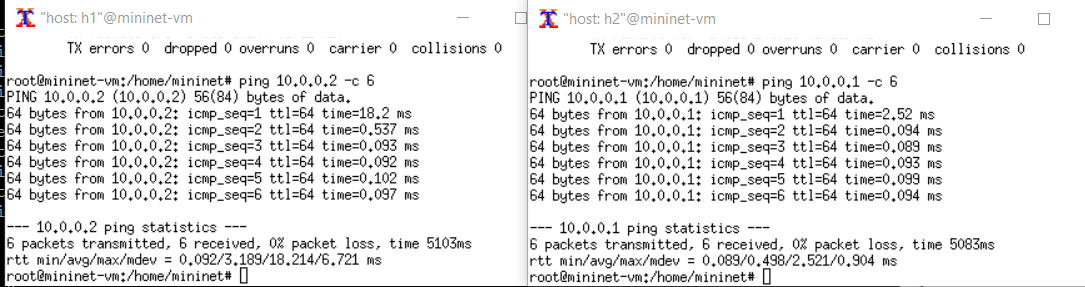 "host: h1"@mininet-vm
TX errors 0  dropped 0 overruns 0  carrier 0  collisions 0
root@mininet-vm:/home/mininet# ping 10.0.0.2 -c 6
PING 10.0.0.2 (10.0.0.2) 56(84) bytes of data.
64 bytes from 10.0.0.2: icmp_seq=1 ttl=64 time=18.2 ms
64 bytes from 10.0.0.2: icmp_seq=2 ttl=64 time=0.537 ms
64 bytes from 10.0.0.2: icmp_seq=3 ttl=64 time=0.093 ms
64 bytes from 10.0.0.2: icmp_seq=4 ttl=64 time=0.092 ms
64 bytes from 10.0.0.2: icmp_seq=5 ttl=64 time=0.102 ms
64 bytes from 10.0.0.2: icmp_seq=6 ttl=64 time=0.097 ms
--- 10.0.0.2 ping statistics ---
6 packets transmitted, 6 received, 0% packet loss, time 5103ms
rtt min/avg/max/mdev = 0.092/3.189/18.214/6.721 ms
root@mininet-vm:/home/mininet#
"host: h2"@mininet-vm
TX errors 0  dropped 0 overruns 0  carrier 0  collisions 0
root@mininet-vm:/home/mininet# ping 10.0.0.1 -c 6
PING 10.0.0.1 (10.0.0.1) 56(84) bytes of data.
64 bytes from 10.0.0.1: icmp_seq=1 ttl=64 time=2.52 ms
64 bytes from 10.0.0.1: icmp_seq=2 ttl=64 time=0.094 ms
64 bytes from 10.0.0.1: icmp_seq=3 ttl=64 time=0.089 ms
64 bytes from 10.0.0.1: icmp_seq=4 ttl=64 time=0.093 ms
64 bytes from 10.0.0.1: icmp_seq=5 ttl=64 time=0.099 ms
64 bytes from 10.0.0.1: icmp_seq=6 ttl=64 time=0.094 ms
--- 10.0.0.1 ping statistics ---
6 packets transmitted, 6 received, 0% packet loss, time 5083ms
rtt min/avg/max/mdev = 0.089/0.498/2.521/0.904 ms
root@mininet-vm:/home/mininet#